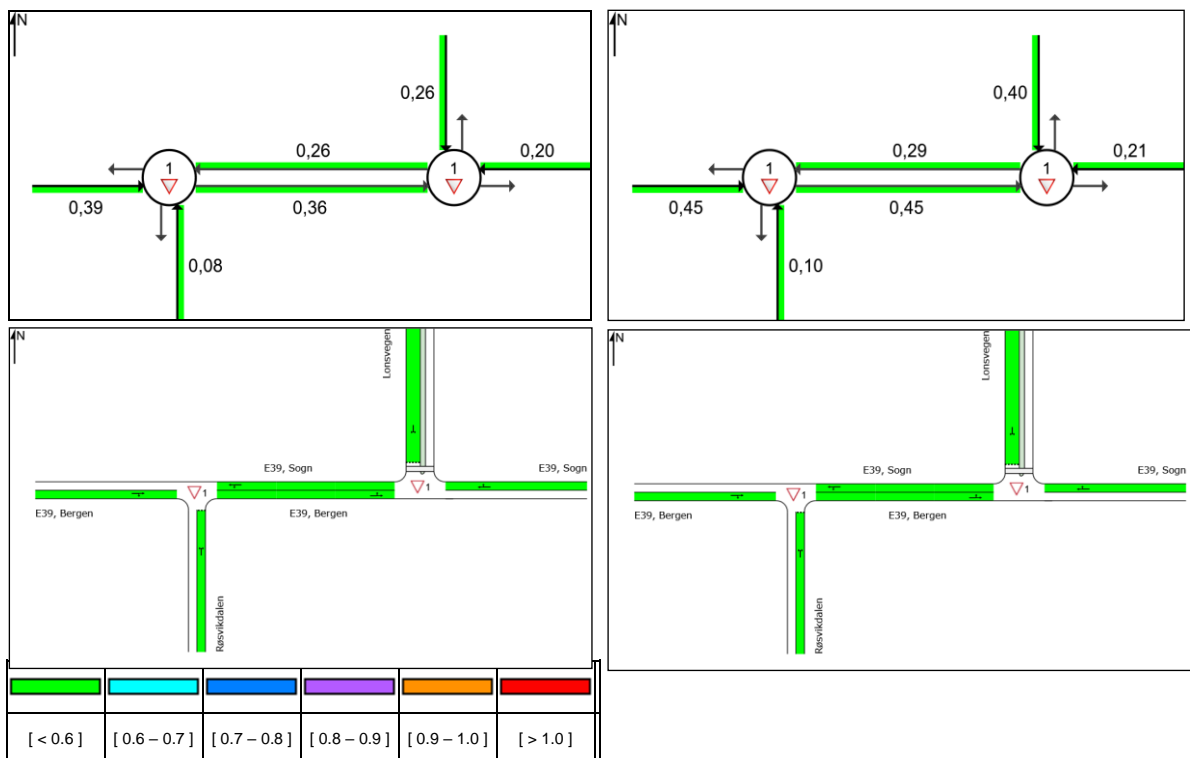 N
0,26
0,26
0,20
1
1
0,39
0,36
0,08
N
0,40
0,29
0,21
1
1
0,45
0,45
0,10
N
Lonsvegen
E39, Sogn
E39, Sogn
1
1
E39, Bergen
E39, Bergen
Røsvikdalen
N
Lonsvegen
E39, Sogn
E39, Sogn
1
1
E39, Bergen
E39, Bergen
Røsvikdalen
[ < 0.6 ] [ 0.6 – 0.7 ] [ 0.7 – 0.8 ] [ 0.8 – 0.9 ] [ 0.9 – 1.0 ] [ > 1.0 ]